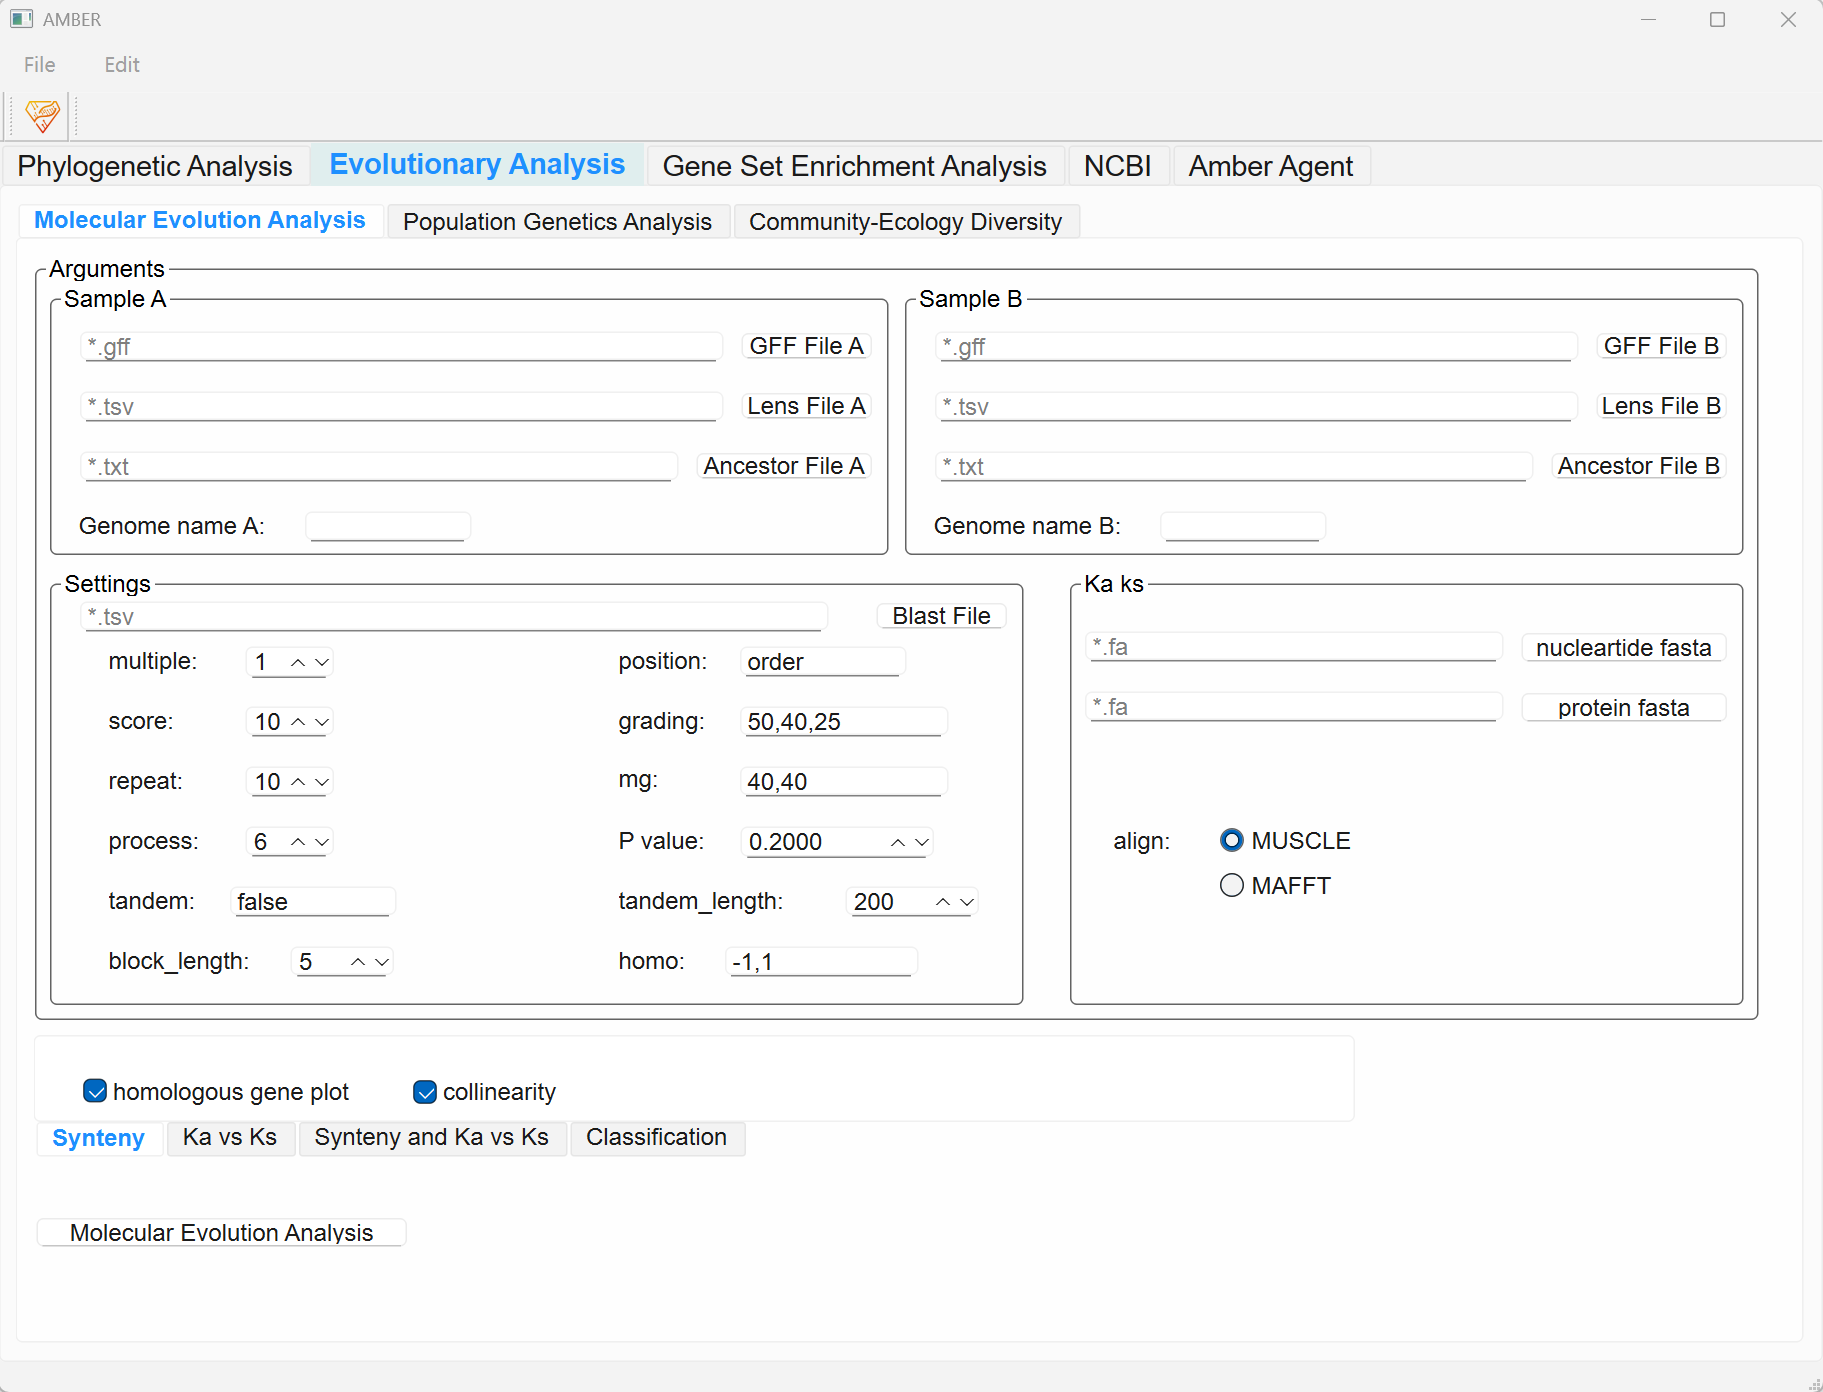 AMBER
File Edit
Phylogenetic Analysis Evolutionary Analysis Gene Set Enrichment Analysis NCBI Amber Agent
Molecular Evolution Analysis Population Genetics Analysis Community-Ecology Diversity
Arguments
Sample A
*.gff GFF File A
*.tsv Lens File A
*.txt Ancestor File A
Genome name A:
Sample B
*.gff GFF File B
*.tsv Lens File B
*.txt Ancestor File B
Genome name B:
Settings
*.tsv Blast File
multiple: 1 position: order
score: 10 grading: 50,40,25
repeat: 10 mg: 40,40
process: 6 P value: 0.2000
tandem: false tandem_length: 200
block_length: 5 homo: -1,1
Ka ks
*.fa nucleartide fasta
*.fa protein fasta
align: MUSCLE
MAFFT
homologous gene plot collinearity
Synteny Ka vs Ks Synteny and Ka vs Ks Classification
Molecular Evolution Analysis